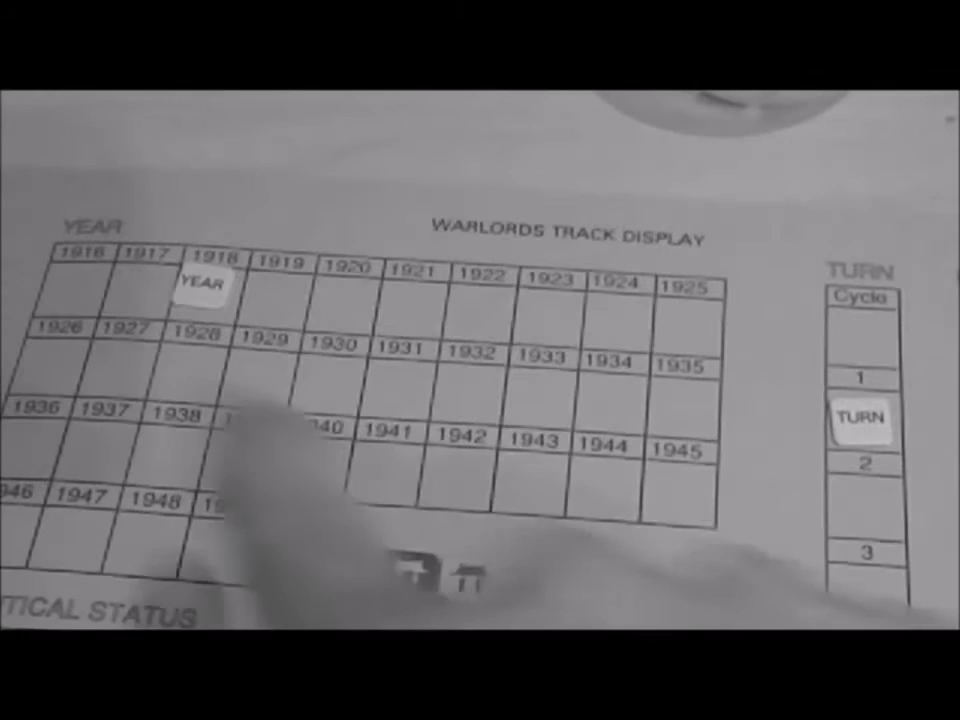 YEAR
WARLORDS TRACK DISPLAY
TURN
1916 1917 1918 1919 1920 1921 1922 1923 1924 1925
YEAR
Cycle
1926 1927 1928 1929 1930 1931 1932 1933 1934 1935
1
TURN
1936 1937 1938 1941 1942 1943 1944 1945
2
1947 1948
3
STATUS